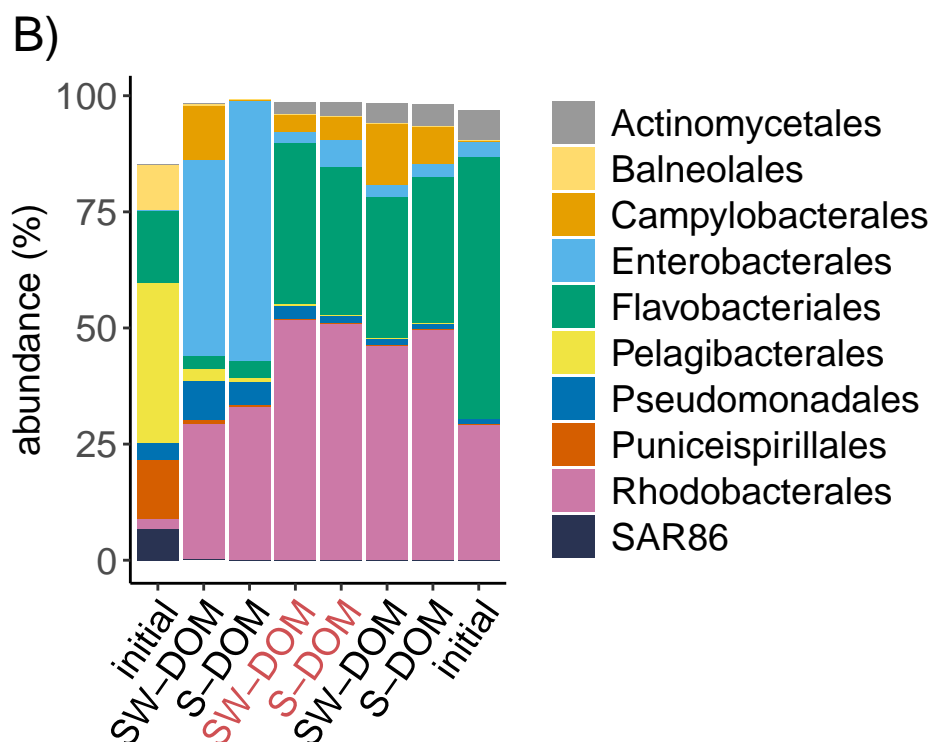 B)
100
75
50
25
0
abundance (%)
initial
SW−DOM
S−DOM
SW−DOM
S−DOM
SW−DOM
S−DOM
initial
Actinomycetales
Balneolales
Campylobacterales
Enterobacterales
Flavobacteriales
Pelagibacterales
Pseudomonadales
Puniceispirillales
Rhodobacterales
SAR86